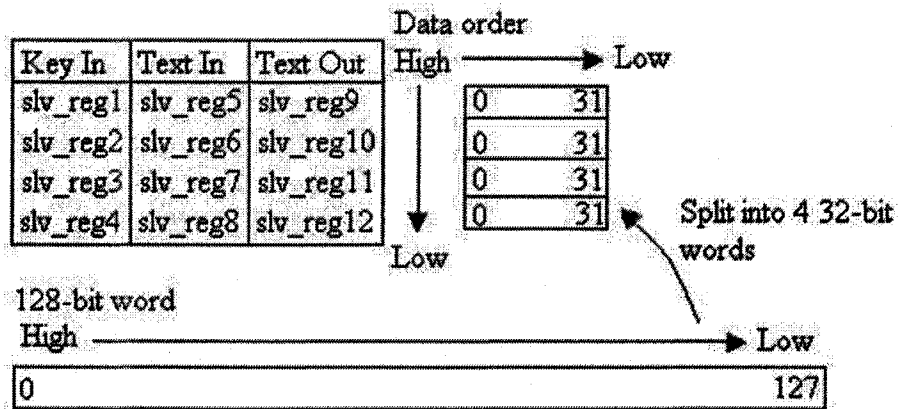 Data order
Key In Text In Text Out High Low
slv_reg1 slv_reg5 slv_reg9 0 31
slv_reg2 slv_reg6 slv_reg10 0 31
slv_reg3 slv_reg7 slv_reg11 0 31
slv_reg4 slv_reg8 slv_reg12 0 31
Split into 4 32-bit
words
Low
128-bit word
High Low
0 127